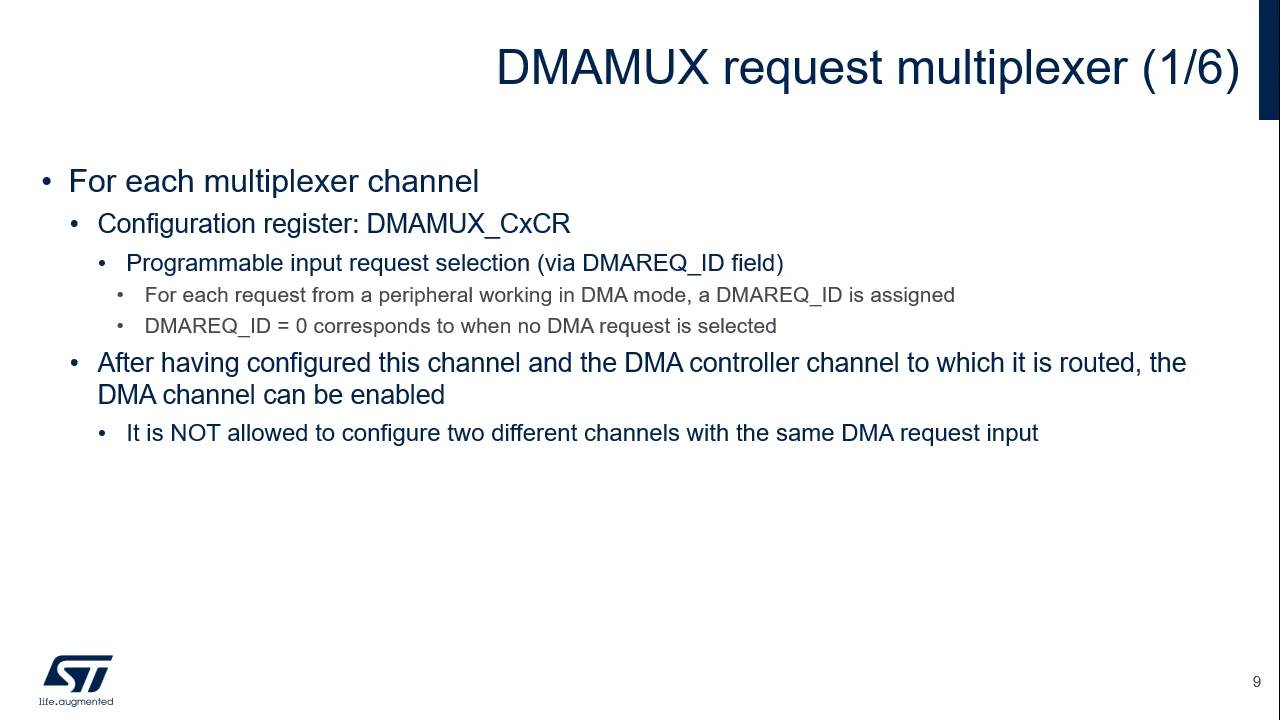 DMAMUX request multiplexer (1/6)
• For each multiplexer channel
• Configuration register: DMAMUX_CxCR
• Programmable input request selection (via DMAREQ_ID field)
• For each request from a peripheral working in DMA mode, a DMAREQ_ID is assigned
• DMAREQ_ID = 0 corresponds to when no DMA request is selected
• After having configured this channel and the DMA controller channel to which it is routed, the
DMA channel can be enabled
• It is NOT allowed to configure two different channels with the same DMA request input
ST
life.augmented
9